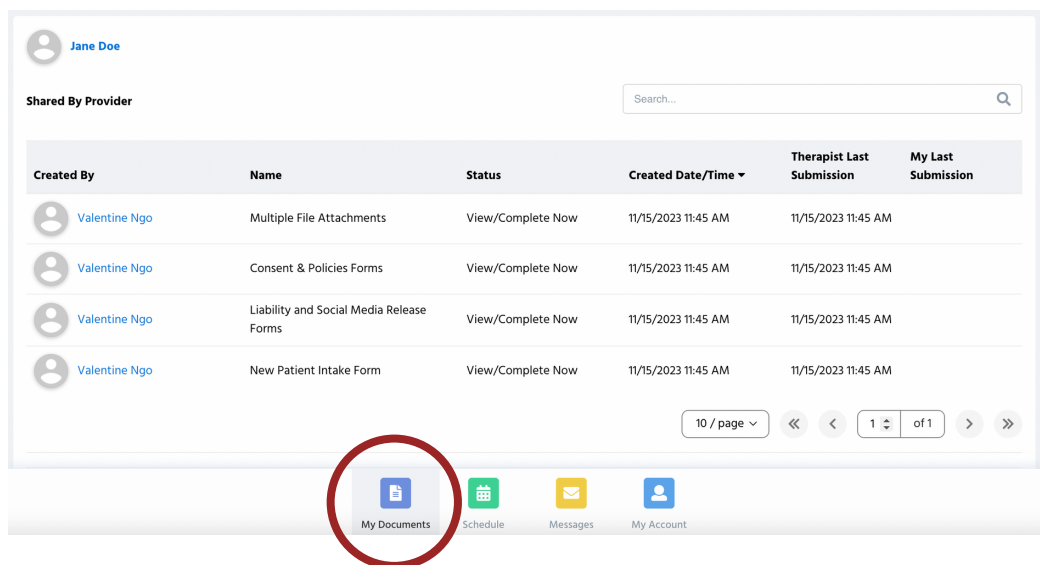 Jane Doe
Shared By Provider
Search...
Created By Name Status Created Date/Time Therapist Last Submission My Last Submission
Valentine Ngo Multiple File Attachments View/Complete Now 11/15/2023 11:45 AM 11/15/2023 11:45 AM
Valentine Ngo Consent & Policies Forms View/Complete Now 11/15/2023 11:45 AM 11/15/2023 11:45 AM
Valentine Ngo Liability and Social Media Release Forms View/Complete Now 11/15/2023 11:45 AM 11/15/2023 11:45 AM
Valentine Ngo New Patient Intake Form View/Complete Now 11/15/2023 11:45 AM 11/15/2023 11:45 AM
10 / page 1 of 1
My Documents Schedule Messages My Account